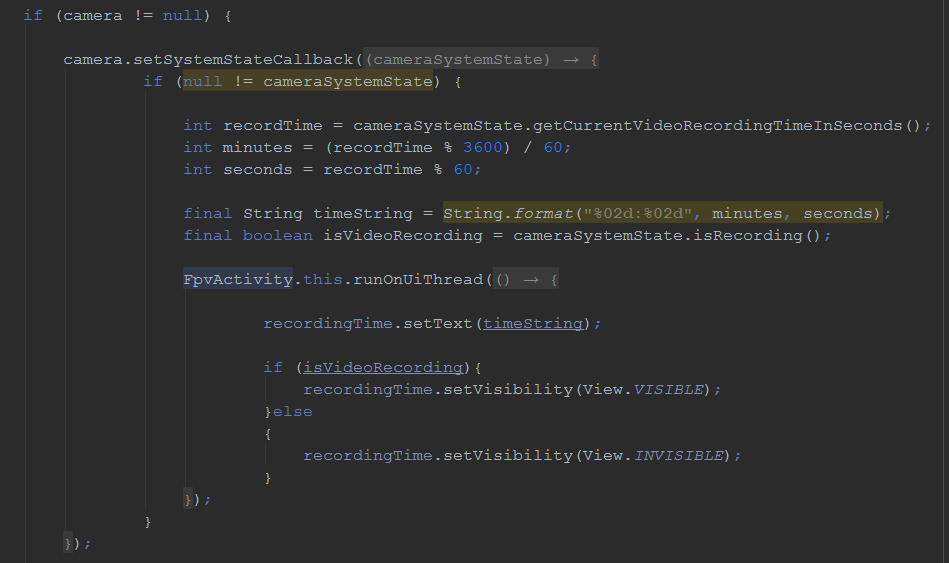 if (camera != null) {
camera.setSystemStateCallback((cameraSystemState) → {
if (null != cameraSystemState) {
int recordTime = cameraSystemState.getCurrentVideoRecordingTimeInSeconds();
int minutes = (recordTime % 3600) / 60;
int seconds = recordTime % 60;
final String timeString = String.format("%02d:%02d", minutes, seconds);
final boolean isVideoRecording = cameraSystemState.isRecording();
FpvActivity.this.runOnUiThread(() → {
recordingTime.setText(timeString);
if (isVideoRecording){
recordingTime.setVisibility(View.VISIBLE);
}else
{
recordingTime.setVisibility(View.INVISIBLE);
}
});
}
});